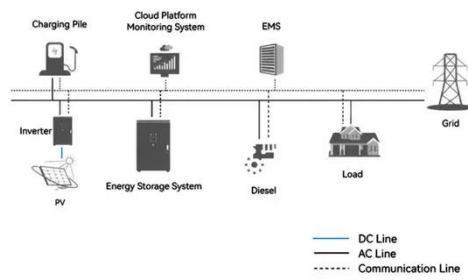 Cloud Platform
Monitoring System
EMS
Charging Pile
Grid
Inverter
Energy Storage System
Load
Diesel
PV
DC Line
AC Line
Communication Line